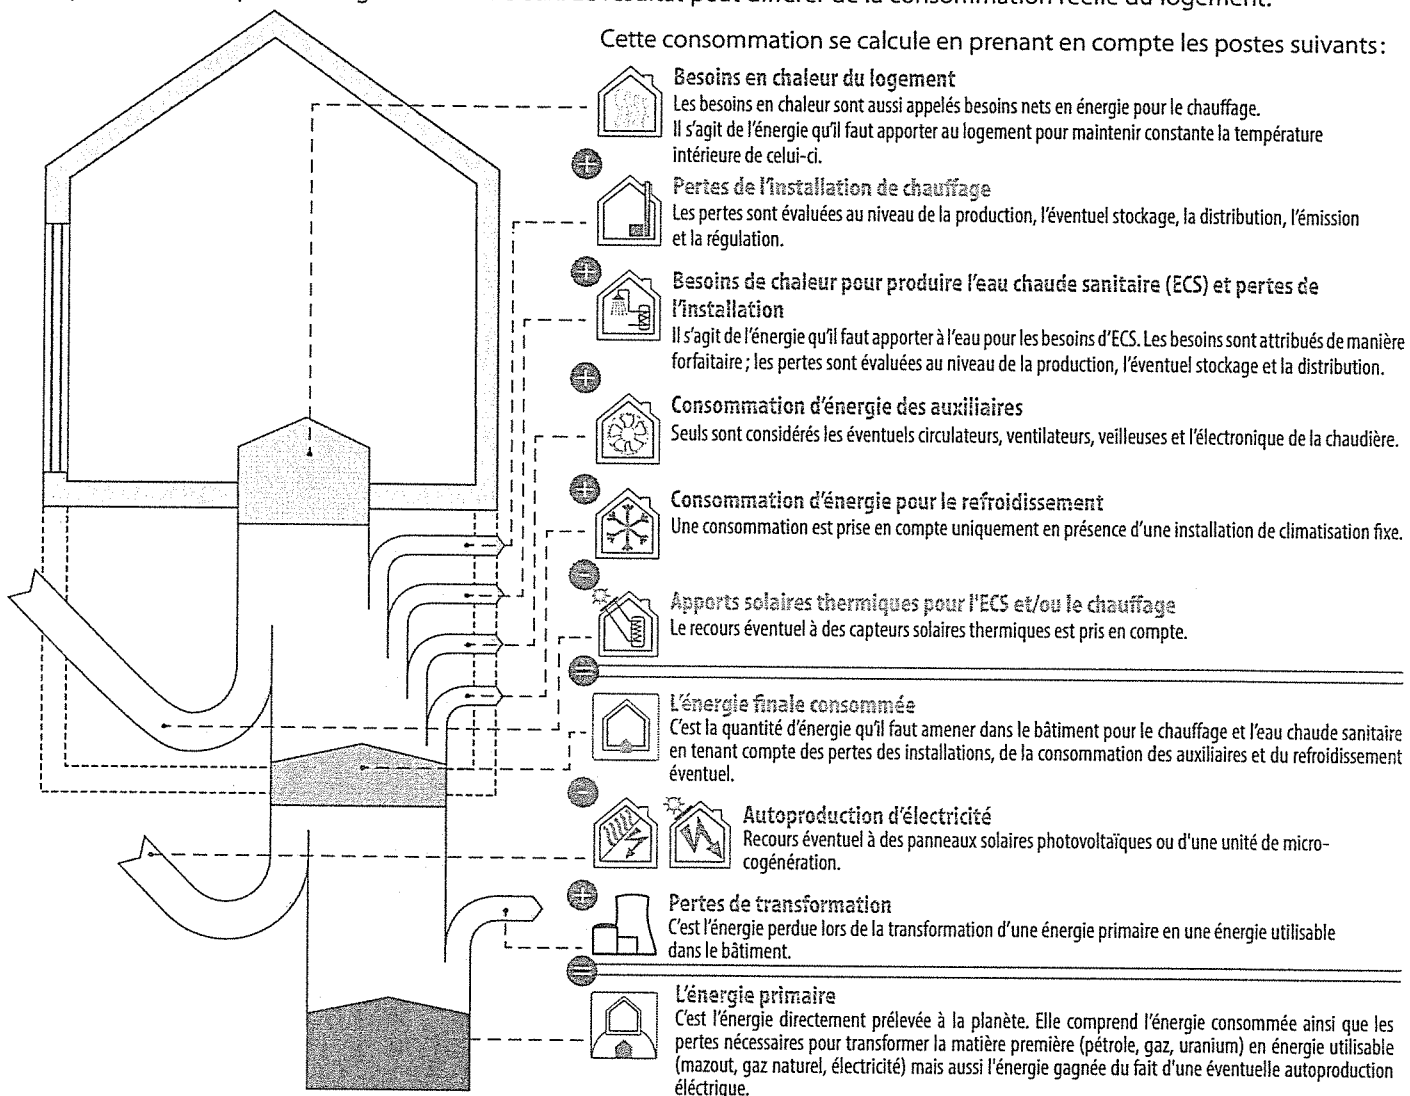 résultat peut différer de la consommation réelle du logement.
Cette consommation se calcule en prenant en compte les postes suivants :
Besoins en chaleur du logement
Les besoins en chaleur sont aussi appelés besoins nets en énergie pour le chauffage.
Il s'agit de l'énergie qu'il faut apporter au logement pour maintenir constante la température
intérieure de celui-ci.
+
Pertes de l'installation de chauffage
Les pertes sont évaluées au niveau de la production, l'éventuel stockage, la distribution, l'émission
et la régulation.
+
Besoins de chaleur pour produire l'eau chaude sanitaire (ECS) et pertes de
l'installation
Il s'agit de l'énergie qu'il faut apporter à l'eau pour les besoins d'ECS. Les besoins sont attribués de manière
forfaitaire ; les pertes sont évaluées au niveau de la production, l'éventuel stockage et la distribution.
+
Consommation d'énergie des auxiliaires
Seuls sont considérés les éventuels circulateurs, ventilateurs, veilleuses et l'électronique de la chaudière.
+
Consommation d'énergie pour le refroidissement
Une consommation est prise en compte uniquement en présence d'une installation de climatisation fixe.
−
Apports solaires thermiques pour l'ECS et/ou le chauffage
Le recours éventuel à des capteurs solaires thermiques est pris en compte.
=
L'énergie finale consommée
C'est la quantité d'énergie qu'il faut amener dans le bâtiment pour le chauffage et l'eau chaude sanitaire
en tenant compte des pertes des installations, de la consommation des auxiliaires et du refroidissement
éventuel.
−
Autoproduction d'électricité
Recours éventuel à des panneaux solaires photovoltaïques ou d'une unité de micro-
cogénération.
+
Pertes de transformation
C'est l'énergie perdue lors de la transformation d'une énergie primaire en une énergie utilisable
dans le bâtiment.
=
L'énergie primaire
C'est l'énergie directement prélevée à la planète. Elle comprend l'énergie consommée ainsi que les
pertes nécessaires pour transformer la matière première (pétrole, gaz, uranium) en énergie utilisable
(mazout, gaz naturel, électricité) mais aussi l'énergie gagnée du fait d'une éventuelle autoproduction
éléctrique.